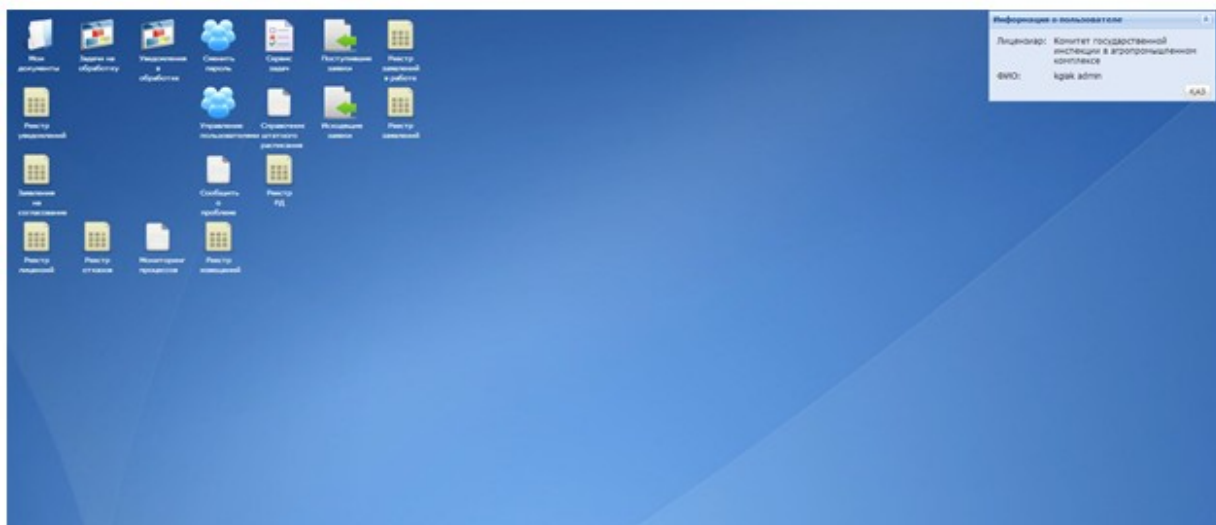 Мои
документы
Задачи на
обработку
Уведомления
в
обработке
Сменить
пароль
Сервис
задач
Поступившие
заявки
Реестр
заявлений
в работе
Информация о пользователе
Лицензиар: Комитет государственной
инспекции в агропромышленном
комплексе
ФИО: kgiak admin
ҚАЗ
Реестр
уведомлений
Управление
пользователями
Справочник
штатного
расписания
Исходящие
заявки
Реестр
заявлений
Заявления
на
согласование
Сообщить
о
проблеме
Реестр
РД
Реестр
лицензий
Реестр
отказов
Мониторинг
процессов
Реестр
извещений